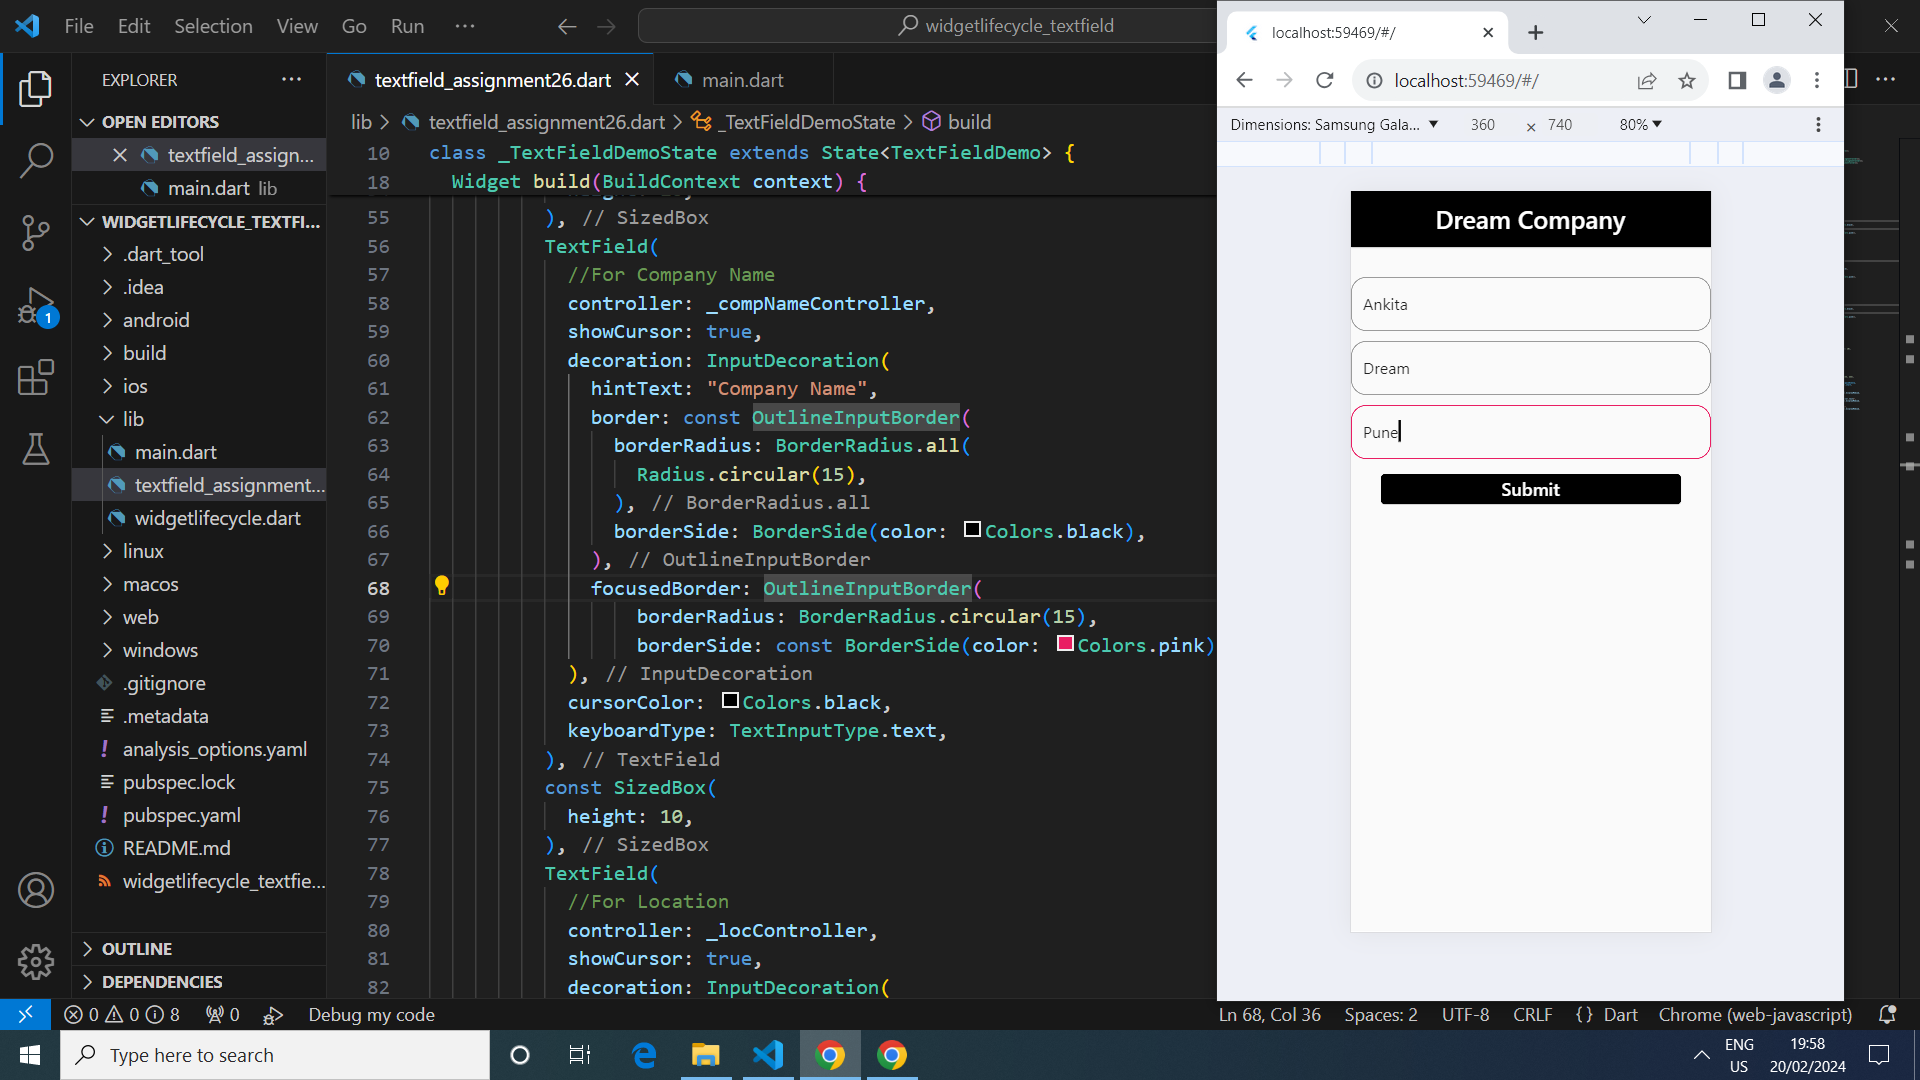 File Edit Selection View Go Run ···
widgetlifecycle_textfield
EXPLORER
OPEN EDITORS
textfield_assign...
main.dart lib
WIDGETLIFECYCLE_TEXTFI...
.dart_tool
.idea
android
build
ios
lib
main.dart
textfield_assignment...
widgetlifecycle.dart
linux
macos
web
windows
.gitignore
.metadata
analysis_options.yaml
pubspec.lock
pubspec.yaml
README.md
widgetlifecycle_textfie...
OUTLINE
DEPENDENCIES
textfield_assignment26.dart
main.dart
lib > textfield_assignment26.dart > _TextFieldDemoState > build
10 class _TextFieldDemoState extends State<TextFieldDemo> {
18 Widget build(BuildContext context) {
55 ), // SizedBox
56 TextField(
57 //For Company Name
58 controller: _compNameController,
59 showCursor: true,
60 decoration: InputDecoration(
61 hintText: "Company Name",
62 border: const OutlineInputBorder(
63 borderRadius: BorderRadius.all(
64 Radius.circular(15),
65 ), // BorderRadius.all
66 borderSide: BorderSide(color: Colors.black),
67 ), // OutlineInputBorder
68 focusedBorder: OutlineInputBorder(
69 borderRadius: BorderRadius.circular(15),
70 borderSide: const BorderSide(color: Colors.pink)
71 ), // InputDecoration
72 cursorColor: Colors.black,
73 keyboardType: TextInputType.text,
74 ), // TextField
75 const SizedBox(
76 height: 10,
77 ), // SizedBox
78 TextField(
79 //For Location
80 controller: _locController,
81 showCursor: true,
82 decoration: InputDecoration(
localhost:59469/#/
localhost:59469/#/
Dimensions: Samsung Gala... 360 × 740 80%
Dream Company
Ankita
Dream
Pune
Submit
1
0 0 8 0 Debug my code
Ln 68, Col 36 Spaces: 2 UTF-8 CRLF {} Dart Chrome (web-javascript)
Type here to search
ENG
US
19:58
20/02/2024